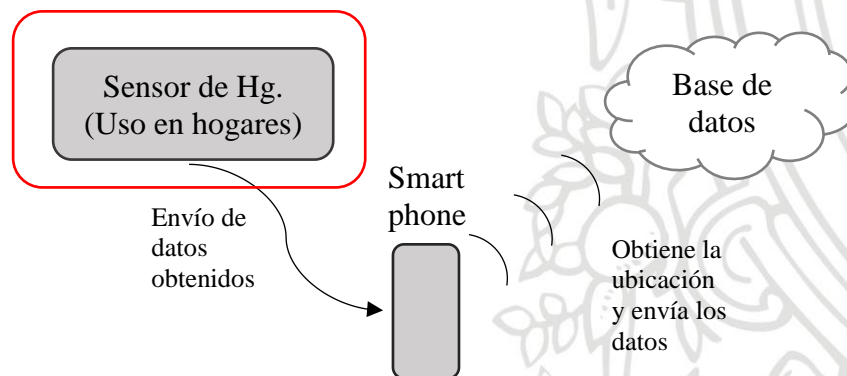 Sensor de Hg.
(Uso en hogares)
Base de
datos
Smart
phone
Envío de
datos
obtenidos
Obtiene la
ubicación
y envía los
datos